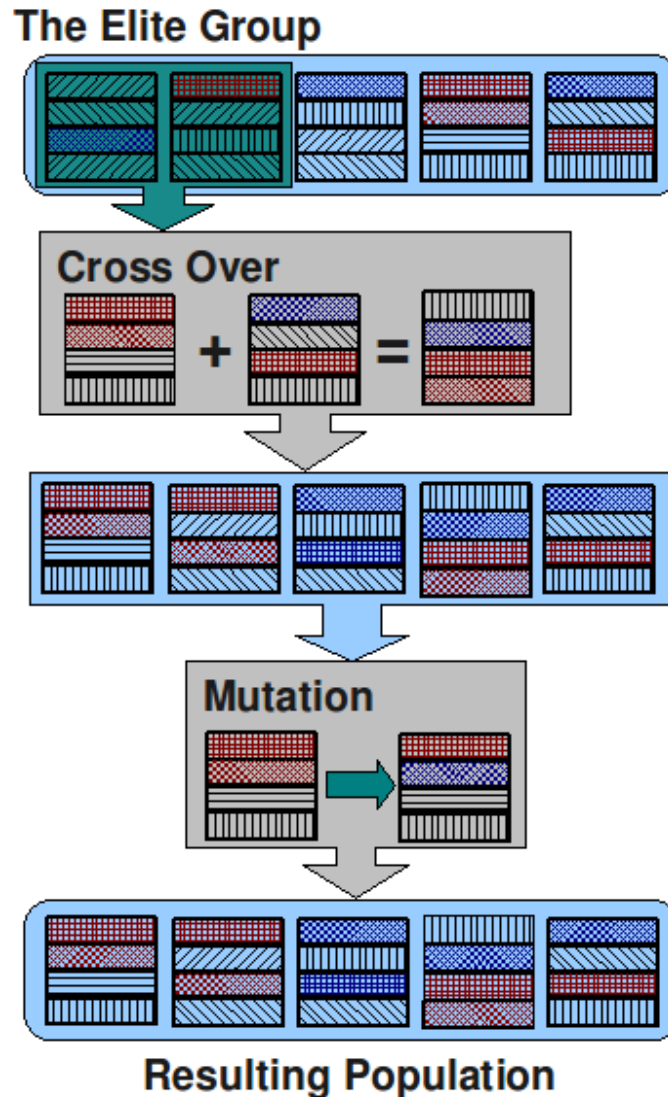 The Elite Group
Cross Over
+ =
Mutation
Resulting Population